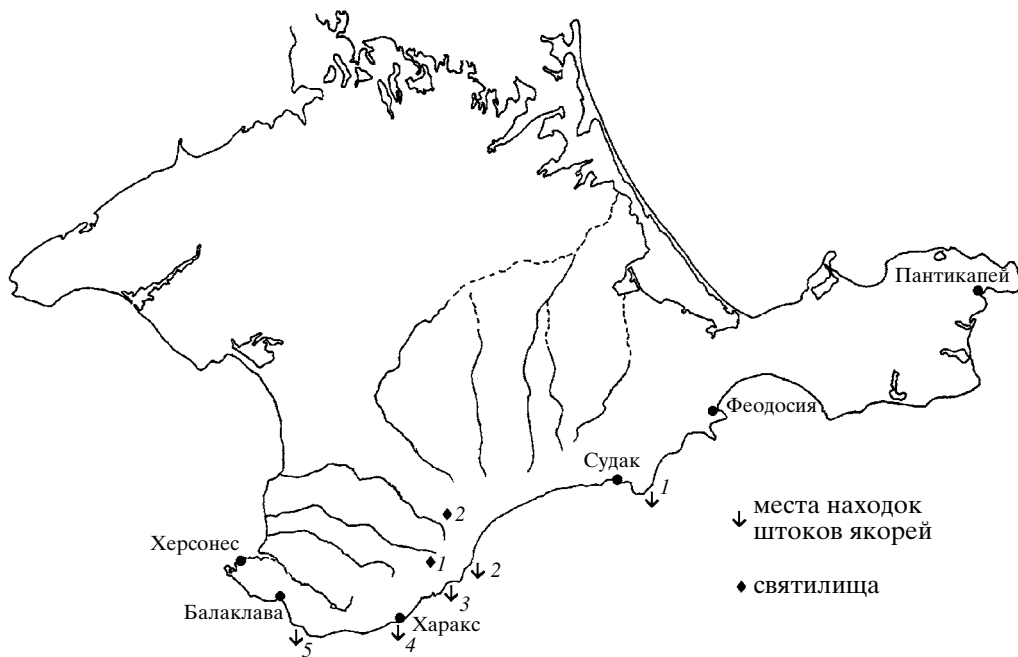 Пантикапей
Феодосия
Судак
1
места находок
штоков якорей
2
Херсонес
1
2
святилища
3
Балаклава
Харакс
5
4